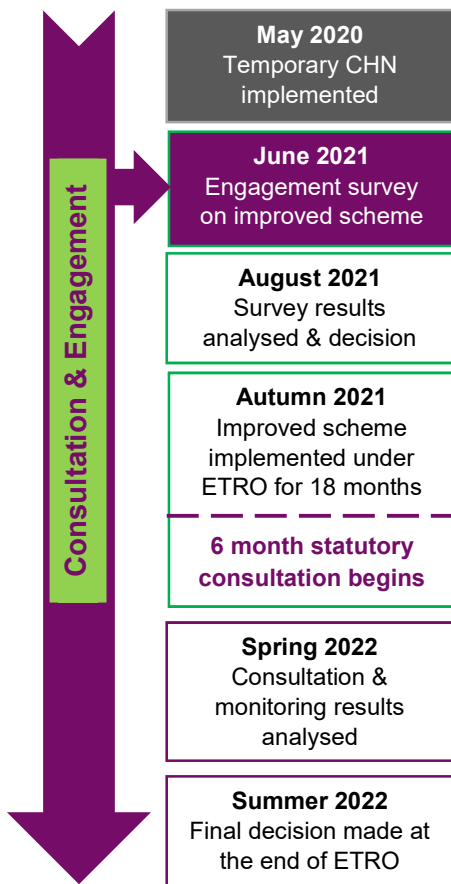 May 2020
Temporary CHN
implemented
June 2021
Engagement survey
on improved scheme
August 2021
Survey results
analysed & decision
Autumn 2021
Improved scheme
implemented under
ETRO for 18 months
6 month statutory
consultation begins
Spring 2022
Consultation &
monitoring results
analysed
Summer 2022
Final decision made at
the end of ETRO
Consultation & Engagement